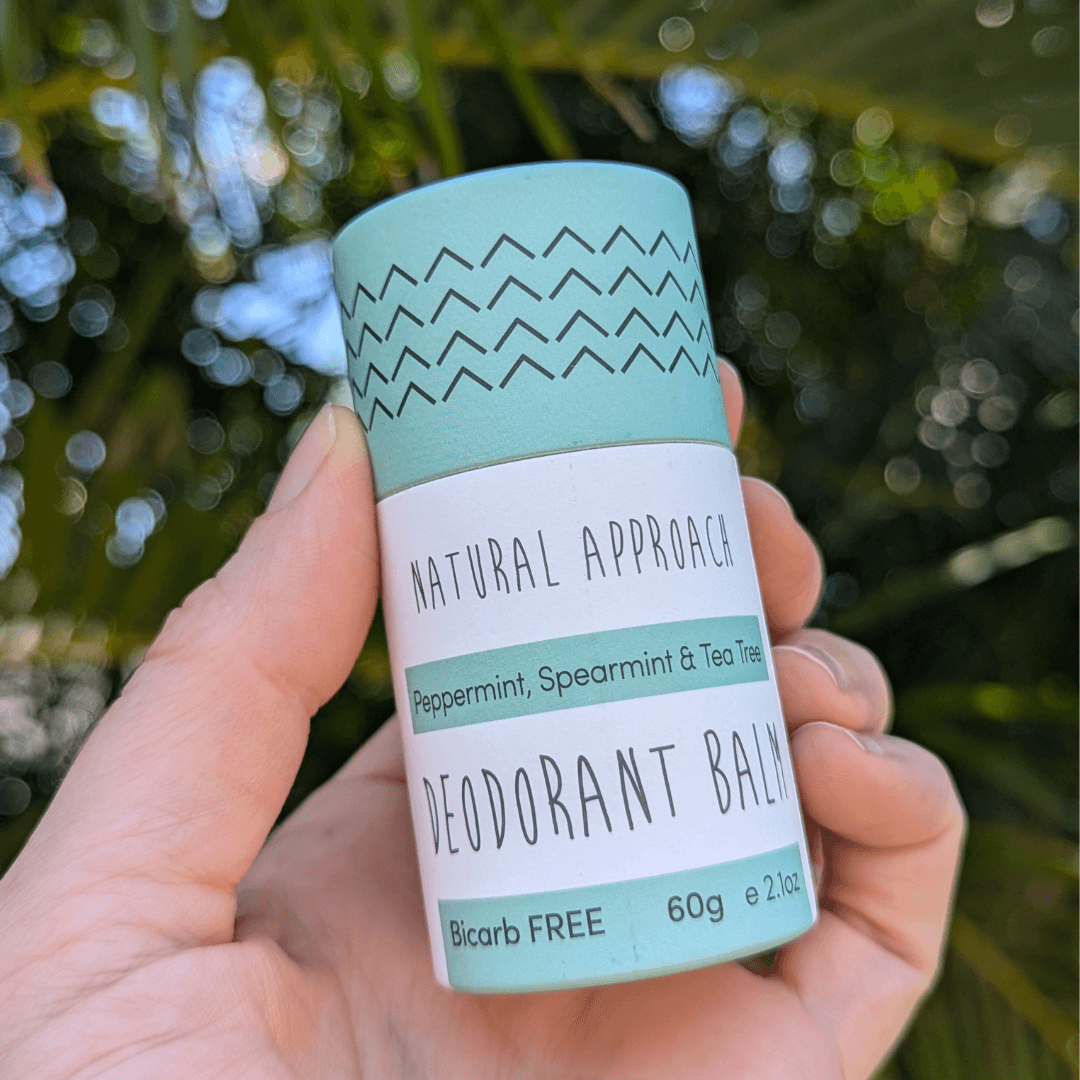 NATURAL APPROACH
Peppermint, Spearmint & Tea Tree
DEODORANT BALM
Bicarb FREE 60g e 2.1oz